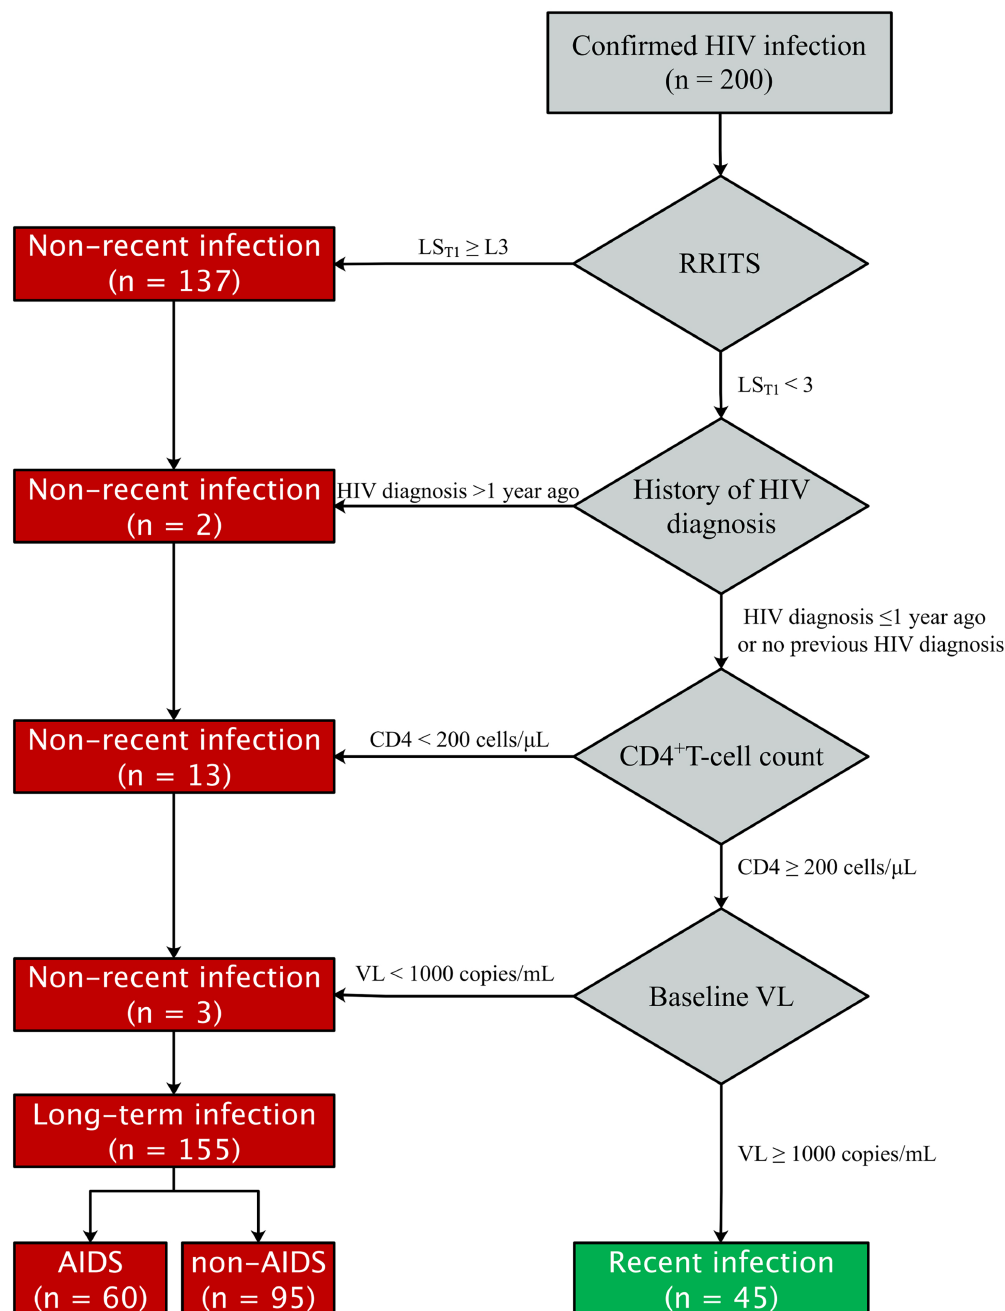 Confirmed HIV infection
(n = 200)
RRITS
LST1 ≥ L3
Non-recent infection
(n = 137)
LST1 < 3
History of HIV
diagnosis
HIV diagnosis >1 year ago
Non-recent infection
(n = 2)
HIV diagnosis ≤1 year ago
or no previous HIV diagnosis
CD4+T-cell count
CD4 < 200 cells/μL
Non-recent infection
(n = 13)
CD4 ≥ 200 cells/μL
Baseline VL
VL < 1000 copies/mL
Non-recent infection
(n = 3)
Long-term infection
(n = 155)
VL ≥ 1000 copies/mL
AIDS
(n = 60)
non-AIDS
(n = 95)
Recent infection
(n = 45)